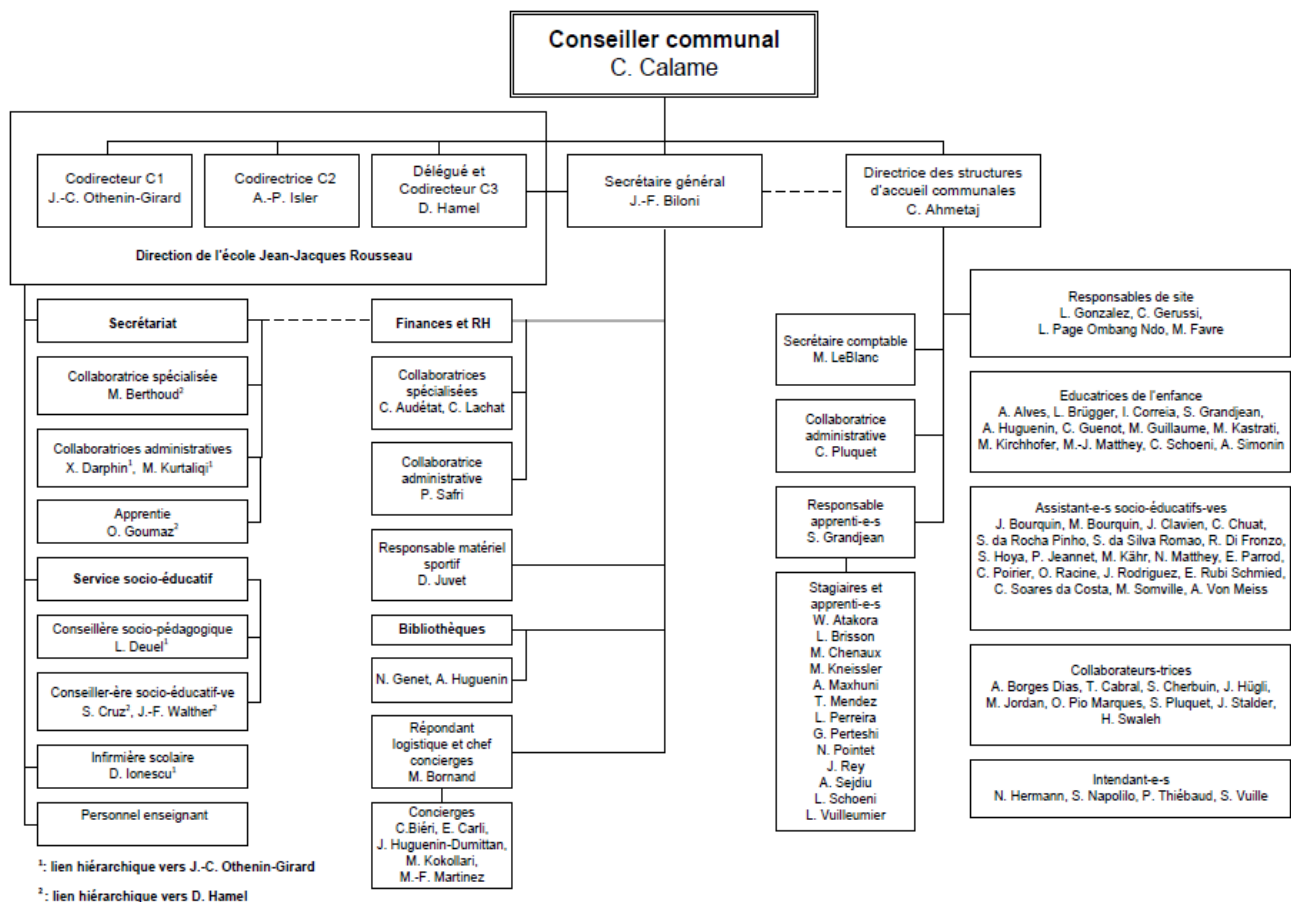 Conseiller communal
C. Calame
Codirecteur C1
J.-C. Othenin-Girard
Codirectrice C2
A.-P. Isler
Délégué et
Codirecteur C3
D. Hamel
Secrétaire général
J.-F. Biloni
Directrice des structures
d'accueil communales
C. Ahmetaj
Direction de l'école Jean-Jacques Rousseau
Secrétariat
Collaboratrice spécialisée
M. Berthoud²
Collaboratrices administratives
X. Darphin¹, M. Kurtaliqi¹
Apprentie
O. Goumaz²
Service socio-éducatif
Conseillère socio-pédagogique
L. Deuel¹
Conseiller-ère socio-éducatif-ve
S. Cruz², J.-F. Walther²
Infirmière scolaire
D. Ionescu¹
Personnel enseignant
¹: lien hiérarchique vers J.-C. Othenin-Girard
²: lien hiérarchique vers D. Hamel
Finances et RH
Collaboratrices
spécialisées
C. Audétat, C. Lachat
Collaboratrice
administrative
P. Safri
Responsable matériel
sportif
D. Juvet
Bibliothèques
N. Genet, A. Huguenin
Répondant
logistique et chef
concierges
M. Bornand
Concierges
C.Biéri, E. Carli,
J. Huguenin-Dumittan,
M. Kokollari,
M.-F. Martinez
Secrétaire comptable
M. LeBlanc
Collaboratrice
administrative
C. Pluquet
Responsable
apprenti-e-s
S. Grandjean
Stagiaires et
apprenti-e-s
W. Atakora
L. Brisson
M. Chenaux
M. Kneissler
A. Maxhuni
T. Mendez
L. Perreira
G. Perteshi
N. Pointet
J. Rey
A. Sejdiu
L. Schoeni
L. Vuilleumier
Responsables de site
L. Gonzalez, C. Gerussi,
L. Page Ombang Ndo, M. Favre
Educatrices de l'enfance
A. Alves, L. Brügger, I. Correia, S. Grandjean,
A. Huguenin, C. Guenot, M. Guillaume, M. Kastrati,
M. Kirchhofer, M.-J. Matthey, C. Schoeni, A. Simonin
Assistant-e-s socio-éducatifs-ves
J. Bourquin, M. Bourquin, J. Clavien, C. Chuat,
S. da Rocha Pinho, S. da Silva Romao, R. Di Fronzo,
S. Hoya, P. Jeannet, M. Kähr, N. Matthey, E. Parrod,
C. Poirier, O. Racine, J. Rodriguez, E. Rubi Schmied,
C. Soares da Costa, M. Somville, A. Von Meiss
Collaborateurs-trices
A. Borges Dias, T. Cabral, S. Cherbuin, J. Hügli,
M. Jordan, O. Pio Marques, S. Pluquet, J. Stalder,
H. Swaleh
Intendant-e-s
N. Hermann, S. Napolilo, P. Thiébaud, S. Vuille